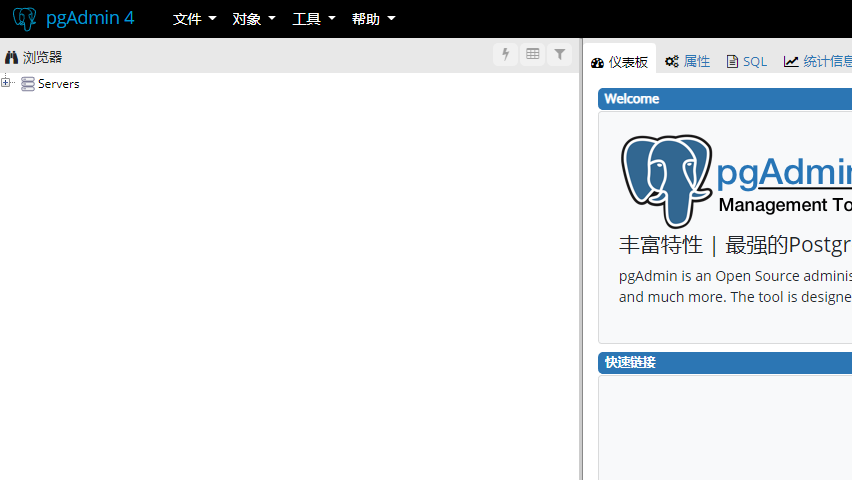 pgAdmin 4 文件 对象 工具 帮助
浏览器
Servers
仪表板 属性 SQL 统计信息
Welcome
pgAdmin
Management To
丰富特性 | 最强的Postgr
pgAdmin is an Open Source adminis
and much more. The tool is designe
快速链接